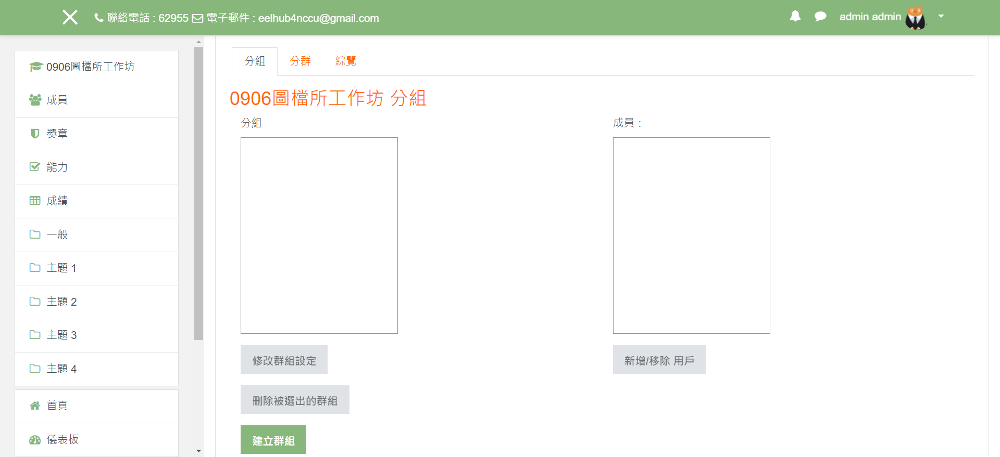 聯絡電話 : 62955 電子郵件 : eelhub4nccu@gmail.com
admin admin
0906圖檔所工作坊
成員
獎章
能力
成績
一般
主題 1
主題 2
主題 3
主題 4
首頁
儀表板
分組 分群 綜覽
0906圖檔所工作坊 分組
分組
修改群組設定
刪除被選出的群組
建立群組
成員：
新增/移除 用戶